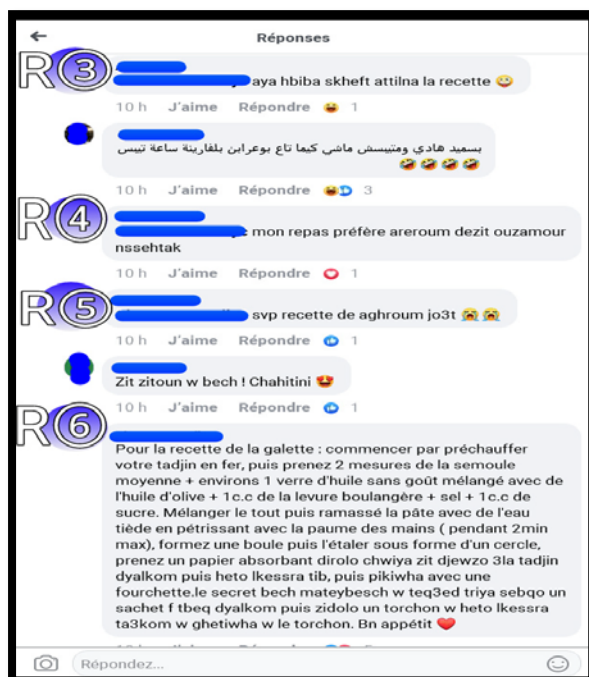 Réponses
R3
aya hbiba skheft attilna la recette
10 h J'aime Répondre 1
بسميد هادي ومتيبسش ماشي كيما تاع بوعرابن بلفارينة ساعة تيبس
10 h J'aime Répondre 3
R4
mon repas préfère areroum dezit ouzamour
nssehtak
10 h J'aime Répondre 1
R5
svp recette de aghroum jo3t
10 h J'aime Répondre 1
Zit zitoun w bech ! Chahitini
10 h J'aime Répondre 1
R6
Pour la recette de la galette : commencer par préchauffer
votre tadjin en fer, puis prenez 2 mesures de la semoule
moyenne + environs 1 verre d'huile sans goût mélangé avec de
l'huile d'olive + 1c.c de la levure boulangère + sel + 1c.c de
sucre. Mélanger le tout puis ramassé la pâte avec de l'eau
tiède en pétrissant avec la paume des mains ( pendant 2min
max), formez une boule puis l'étaler sous forme d'un cercle,
prenez un papier absorbant dirolo chwiya zit djewzo 3la tadjin
dyalkom puis heto lkessra tib, puis pikiwha avec une
fourchette.le secret bech mateybesch w teq3ed triya sebqo un
sachet f tbeq dyalkom puis zidolo un torchon w heto lkessra
ta3kom w ghetiwha w le torchon. Bn appétit
Répondez...